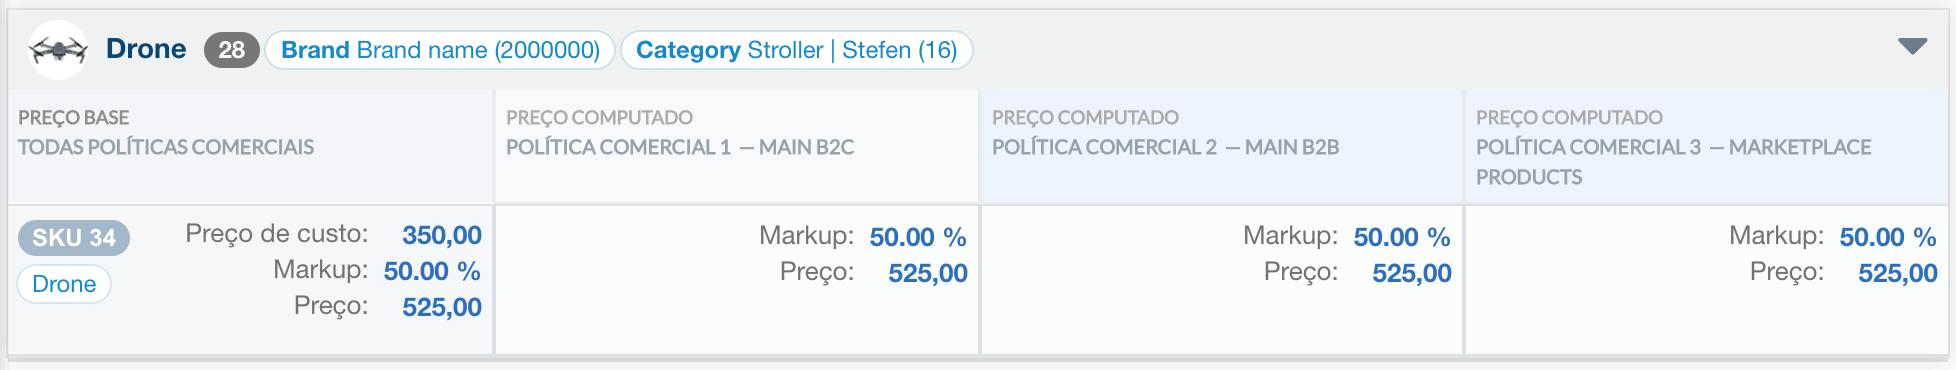 Drone 28 Brand Brand name (2000000) Category Stroller | Stefen (16)
PREÇO BASE
TODAS POLÍTICAS COMERCIAIS
PREÇO COMPUTADO
POLÍTICA COMERCIAL 1 — MAIN B2C
PREÇO COMPUTADO
POLÍTICA COMERCIAL 2 — MAIN B2B
PREÇO COMPUTADO
POLÍTICA COMERCIAL 3 — MARKETPLACE
PRODUCTS
SKU 34
Drone
Preço de custo: 350,00
Markup: 50.00 %
Preço: 525,00
Markup: 50.00 %
Preço: 525,00
Markup: 50.00 %
Preço: 525,00
Markup: 50.00 %
Preço: 525,00